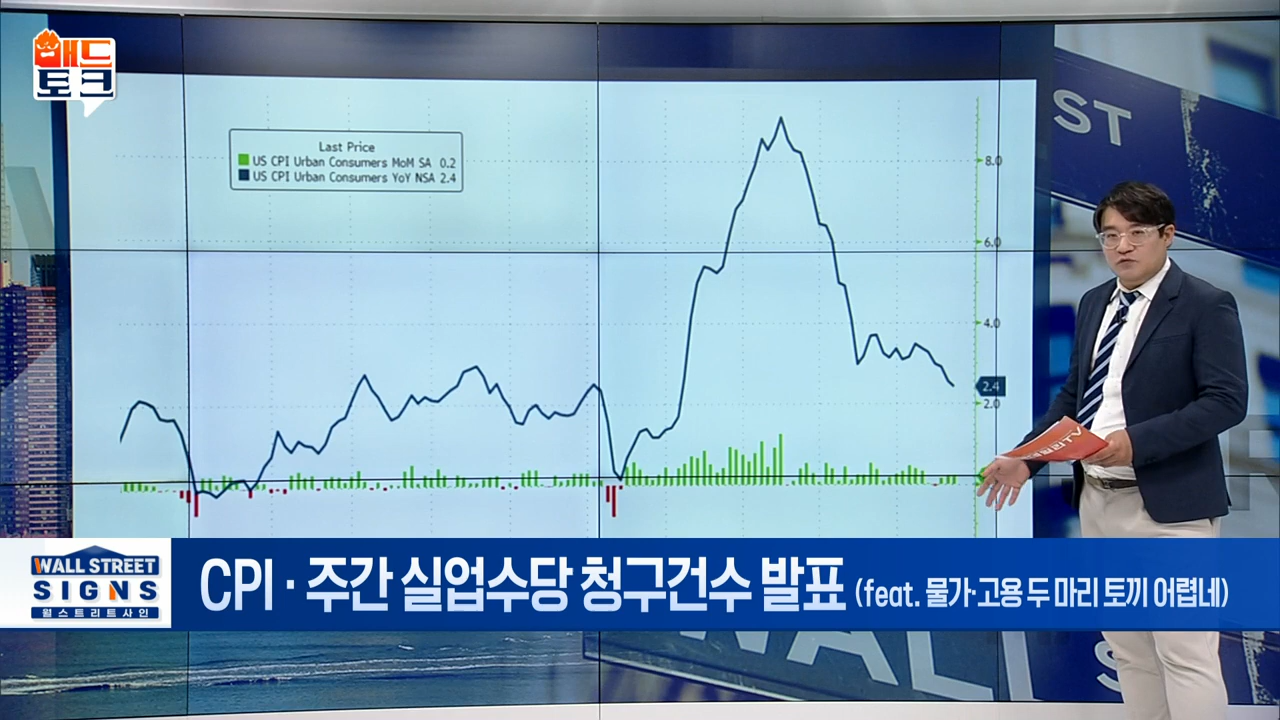 매드
토크
Last Price
US CPI Urban Consumers MoM SA 0.2
US CPI Urban Consumers YoY NSA 2.4
8.0
6.0
4.0
2.4
2.0
ST
WALL STREET
SIGNS
월스트리트사인
CPI · 주간 실업수당 청구건수 발표 (feat. 물가·고용 두 마리 토끼 어렵네)
WALL